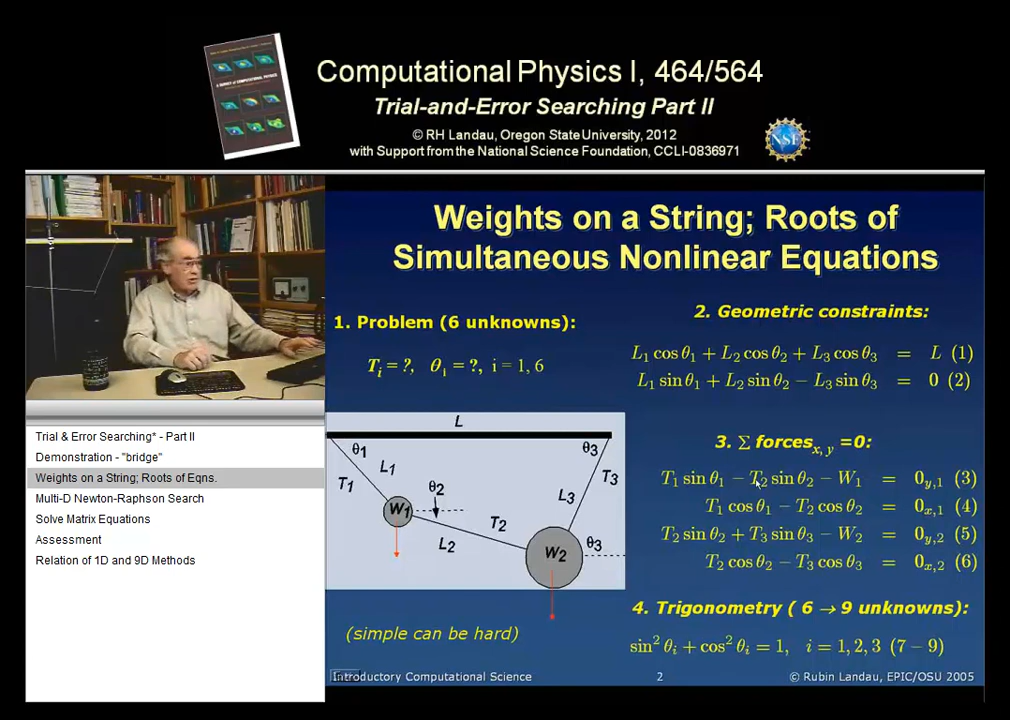 Computational Physics I, 464/564
Trial-and-Error Searching Part II
© RH Landau, Oregon State University, 2012
with Support from the National Science Foundation, CCLI-0836971
NSF
Weights on a String; Roots of
Simultaneous Nonlinear Equations
1. Problem (6 unknowns):
Tᵢ = ?, θᵢ = ?, i = 1, 6
2. Geometric constraints:
L₁ cos θ₁ + L₂ cos θ₂ + L₃ cos θ₃ = L (1)
L₁ sin θ₁ + L₂ sin θ₂ − L₃ sin θ₃ = 0 (2)
3. Σ forcesₓ, ᵧ =0:
T₁ sin θ₁ − T₂ sin θ₂ − W₁ = 0_{y,1} (3)
T₁ cos θ₁ − T₂ cos θ₂ = 0_{x,1} (4)
T₂ sin θ₂ + T₃ sin θ₃ − W₂ = 0_{y,2} (5)
T₂ cos θ₂ − T₃ cos θ₃ = 0_{x,2} (6)
4. Trigonometry ( 6 → 9 unknowns):
sin² θᵢ + cos² θᵢ = 1, i = 1, 2, 3 (7 − 9)
L
θ1
θ3
L1
T1
T3
θ2
L3
W1
T2
L2
W2
θ3
(simple can be hard)
Introductory Computational Science
2
© Rubin Landau, EPIC/OSU 2005
Trial & Error Searching* - Part II
Demonstration - "bridge"
Weights on a String; Roots of Eqns.
Multi-D Newton-Raphson Search
Solve Matrix Equations
Assessment
Relation of 1D and 9D Methods